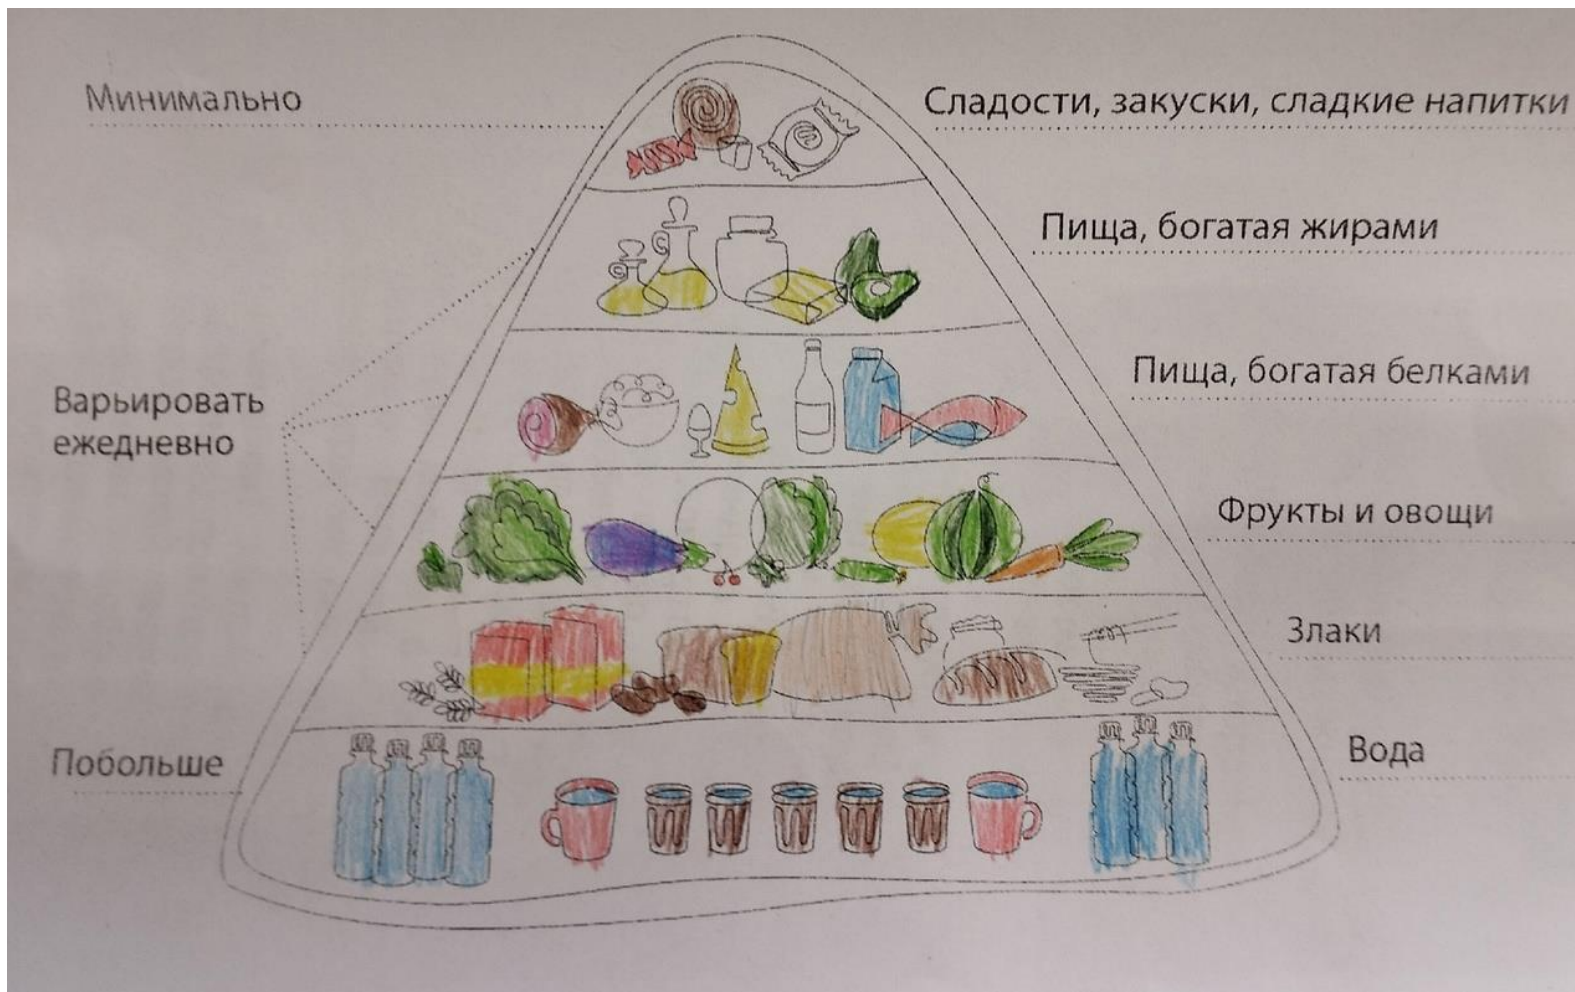 Минимально
Сладости, закуски, сладкие напитки
Пища, богатая жирами
Пища, богатая белками
Варьировать
ежедневно
Фрукты и овощи
Злаки
Побольше
Вода